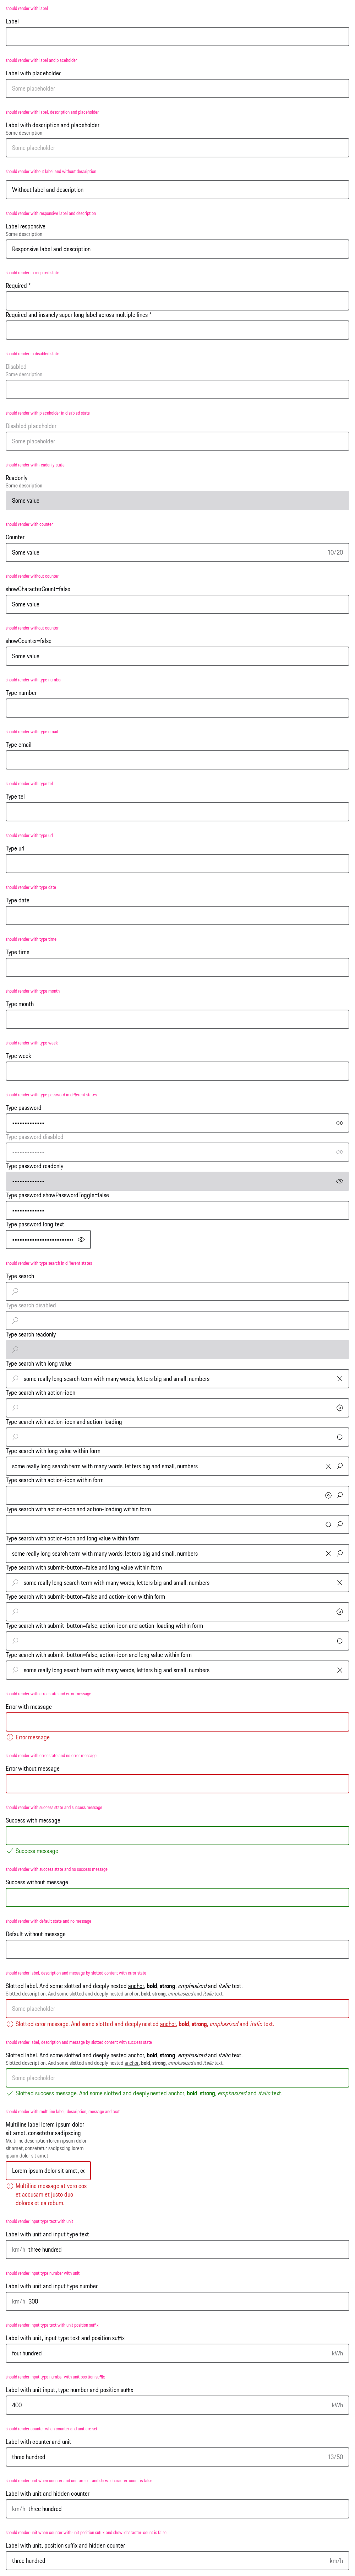 should render with label
Label
should render with label and placeholder
Label with placeholder
Some placeholder
should render with label, description and placeholder
Label with description and placeholder
Some description
Some placeholder
should render without label and without description
Without label and description
should render with responsive label and description
Label responsive
Some description
Responsive label and description
should render in required state
Required *
Required and insanely super long label across multiple lines *
should render in disabled state
Disabled
Some description
should render with placeholder in disabled state
Disabled placeholder
Some placeholder
should render with readonly state
Readonly
Some description
Some value
should render with counter
Counter
Some value 10/20
should render without counter
showCharacterCount=false
Some value
should render without counter
showCounter=false
Some value
should render with type number
Type number
should render with type email
Type email
should render with type tel
Type tel
should render with type url
Type url
should render with type date
Type date
should render with type time
Type time
should render with type month
Type month
should render with type week
Type week
should render with type password in different states
Type password
Type password disabled
Type password readonly
Type password showPasswordToggle=false
Type password long text
should render with type search in different states
Type search
Type search disabled
Type search readonly
Type search with long value
some really long search term with many words, letters big and small, numbers
Type search with action-icon
Type search with action-icon and action-loading
Type search with long value within form
some really long search term with many words, letters big and small, numbers
Type search with action-icon within form
Type search with action-icon and action-loading within form
Type search with action-icon and long value within form
some really long search term with many words, letters big and small, numbers
Type search with submit-button=false and long value within form
some really long search term with many words, letters big and small, numbers
Type search with submit-button=false and action-icon within form
Type search with submit-button=false, action-icon and action-loading within form
Type search with submit-button=false, action-icon and long value within form
some really long search term with many words, letters big and small, numbers
should render with error state and error message
Error with message
Error message
should render with error state and no error message
Error without message
should render with success state and success message
Success with message
Success message
should render with success state and no success message
Success without message
should render with default state and no message
Default without message
should render label, description and message by slotted content with error state
Slotted label. And some slotted and deeply nested anchor, bold, strong, emphasized and italic text.
Slotted description. And some slotted and deeply nested anchor, bold, strong, emphasized and italic text.
Some placeholder
Slotted error message. And some slotted and deeply nested anchor, bold, strong, emphasized and italic text.
should render label, description and message by slotted content with success state
Slotted label. And some slotted and deeply nested anchor, bold, strong, emphasized and italic text.
Slotted description. And some slotted and deeply nested anchor, bold, strong, emphasized and italic text.
Some placeholder
Slotted success message. And some slotted and deeply nested anchor, bold, strong, emphasized and italic text.
should render with multiline label, description, message and text
Multiline label lorem ipsum dolor
sit amet, consetetur sadipscing
Multiline description lorem ipsum dolor
sit amet, consetetur sadipscing lorem
ipsum dolor sit amet
Lorem ipsum dolor sit amet, co
Multiline message at vero eos
et accusam et justo duo
dolores et ea rebum.
should render input type text with unit
Label with unit and input type text
km/h three hundred
should render input type number with unit
Label with unit and input type number
km/h 300
should render input type text with unit position suffix
Label with unit, input type text and position suffix
four hundred kWh
should render input type number with unit position suffix
Label with unit input, type number and position suffix
400 kWh
should render counter when counter and unit are set
Label with counter and unit
three hundred 13/50
should render unit when counter and unit are set and show-character-count is false
Label with unit and hidden counter
km/h three hundred
should render unit when counter with unit position suffix and show-character-count is false
Label with unit, position suffix and hidden counter
three hundred km/h